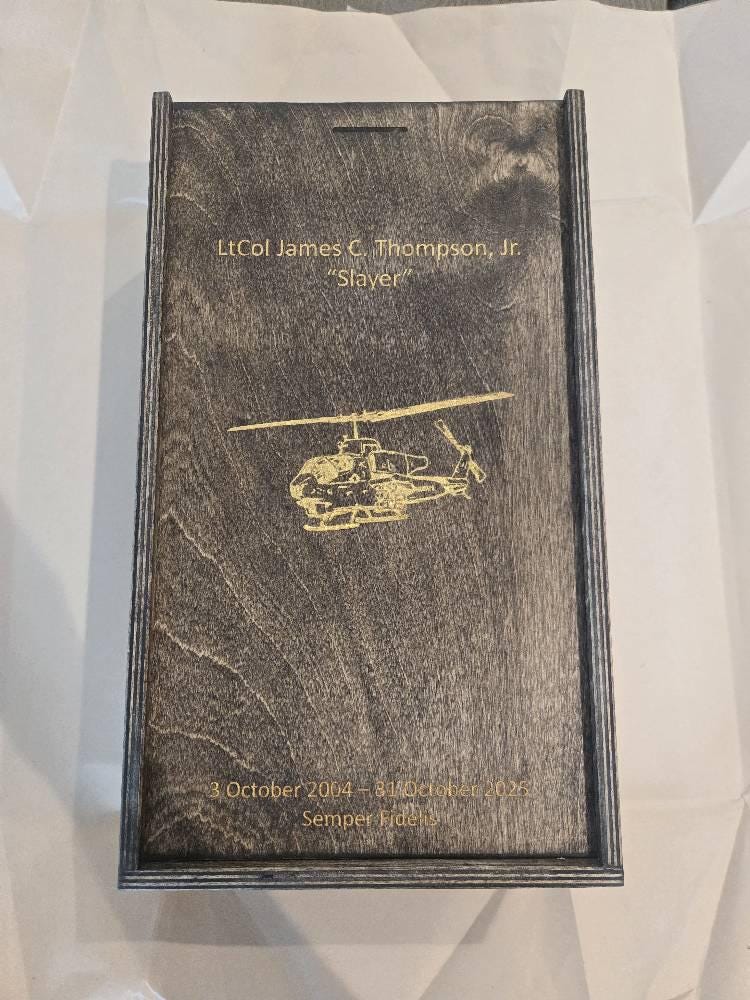 LtCol James C. Thompson, Jr.
“Slayer”
3 October 2004 – 31 October 2025
Semper Fidelis